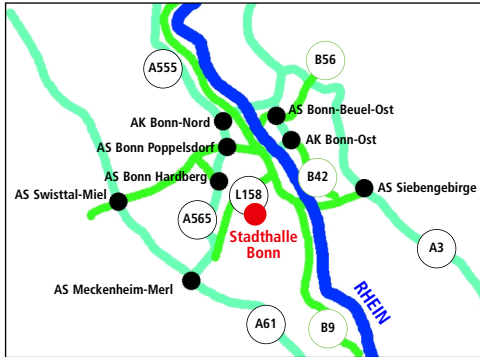 B56
A555
AS Bonn-Beuel-Ost
AK Bonn-Nord
AK Bonn-Ost
AS Bonn Poppelsdorf
AS Bonn Hardberg
B42
AS Siebengebirge
AS Swisttal-Miel
L158
A565
Stadthalle
Bonn
A3
AS Meckenheim-Merl
RHEIN
A61
B9